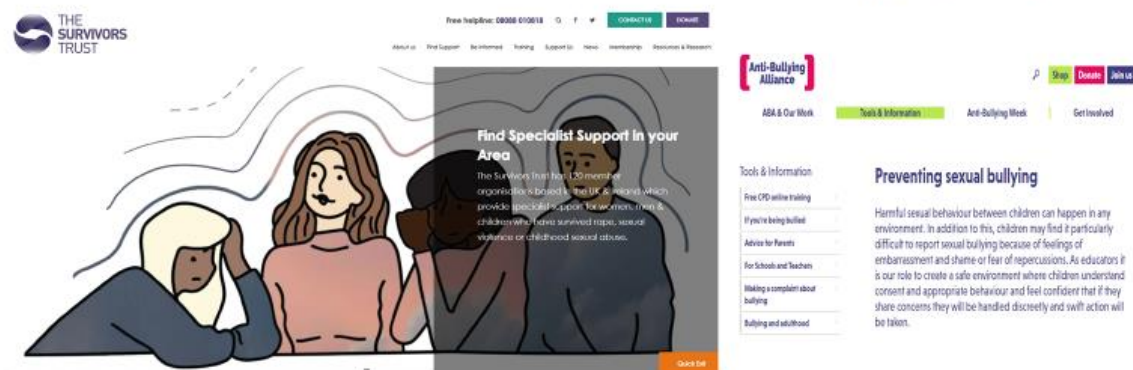 THE
SURVIVORS
TRUST
Free helpline: 08088 010818
CONTACT US
DONATE
About us
Find Support
Be Informed
Training
Support Us
News
Membership
Resources & Research
Find Specialist Support in your
Area
The Survivors Trust has 120 member
organisations based in the UK & Ireland which
provide specialist support for women, men &
children who have survived rape, sexual
violence or childhood sexual abuse.
Quick Exit
Anti-Bullying
Alliance
Shop
Donate
Join us
ABA & Our Work
Tools & Information
Anti-Bullying Week
Get Involved
Tools & Information
Free CPD online training
If you're being bullied
Advice for Parents
For Schools and Teachers
Making a complaint about
bullying
Bullying and adulthood
Preventing sexual bullying
Harmful sexual behaviour between children can happen in any
environment. In addition to this, children may find it particularly
difficult to report sexual bullying because of feelings of
embarrassment and shame or fear of repercussions. As educators it
is our role to create a safe environment where children understand
consent and appropriate behaviour and feel confident that if they
share concerns they will be handled discreetly and swift action will
be taken.